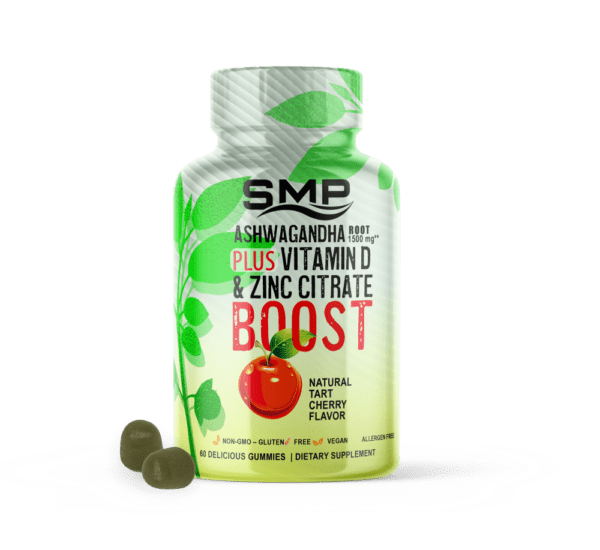 SMP
ASHWAGANDHA ROOT 1500 mg**
PLUS VITAMIN D
& ZINC CITRATE
BOOST
NATURAL
TART
CHERRY
FLAVOR
NON-GMO – GLUTEN FREE VEGAN ALLERGEN FREE
60 DELICIOUS GUMMIES | DIETARY SUPPLEMENT